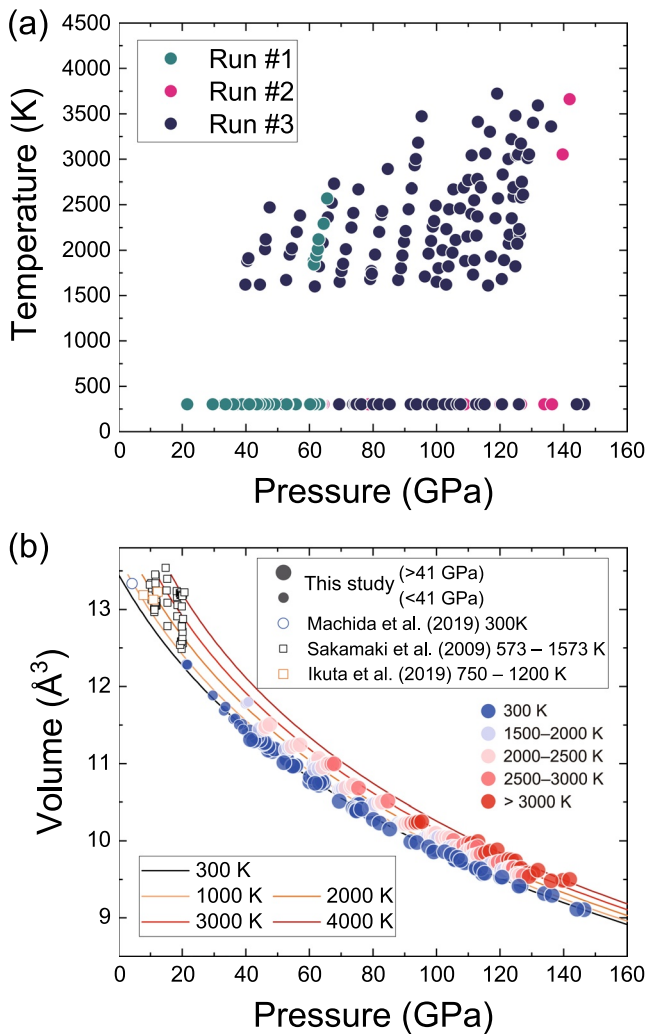 (a)
4500
4000
3500
3000
2500
2000
1500
1000
500
0
Temperature (K)
Run #1
Run #2
Run #3
0 20 40 60 80 100 120 140 160
Pressure (GPa)
(b)
13
12
11
10
9
Volume (Å³)
This study (>41 GPa)
(<41 GPa)
Machida et al. (2019) 300K
Sakamaki et al. (2009) 573 – 1573 K
Ikuta et al. (2019) 750 – 1200 K
300 K
1500–2000 K
2000–2500 K
2500–3000 K
> 3000 K
300 K
1000 K 2000 K
3000 K 4000 K
0 20 40 60 80 100 120 140 160
Pressure (GPa)